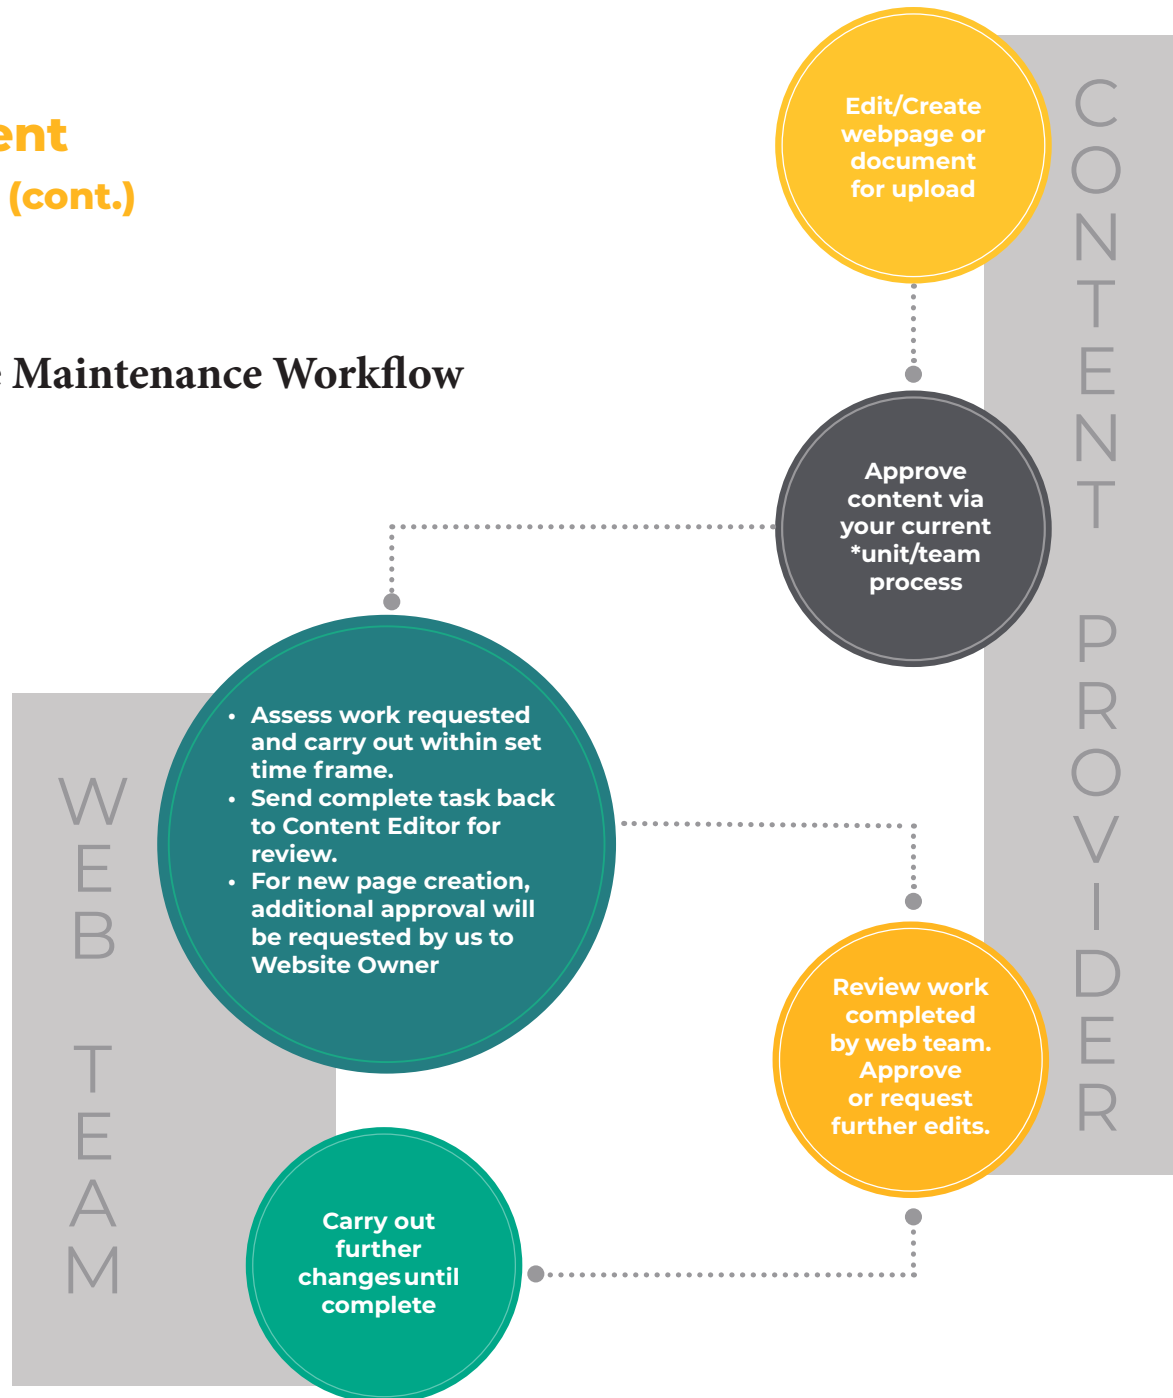 ent
(cont.)
e Maintenance Workflow
Edit/Create
webpage or
document
for upload
Approve
content via
your current
*unit/team
process
• Assess work requested
and carry out within set
time frame.
• Send complete task back
to Content Editor for
review.
• For new page creation,
additional approval will
be requested by us to
Website Owner
Review work
completed
by web team.
Approve
or request
further edits.
Carry out
further
changes until
complete
CONTENT PROVIDER
WEB TEAM